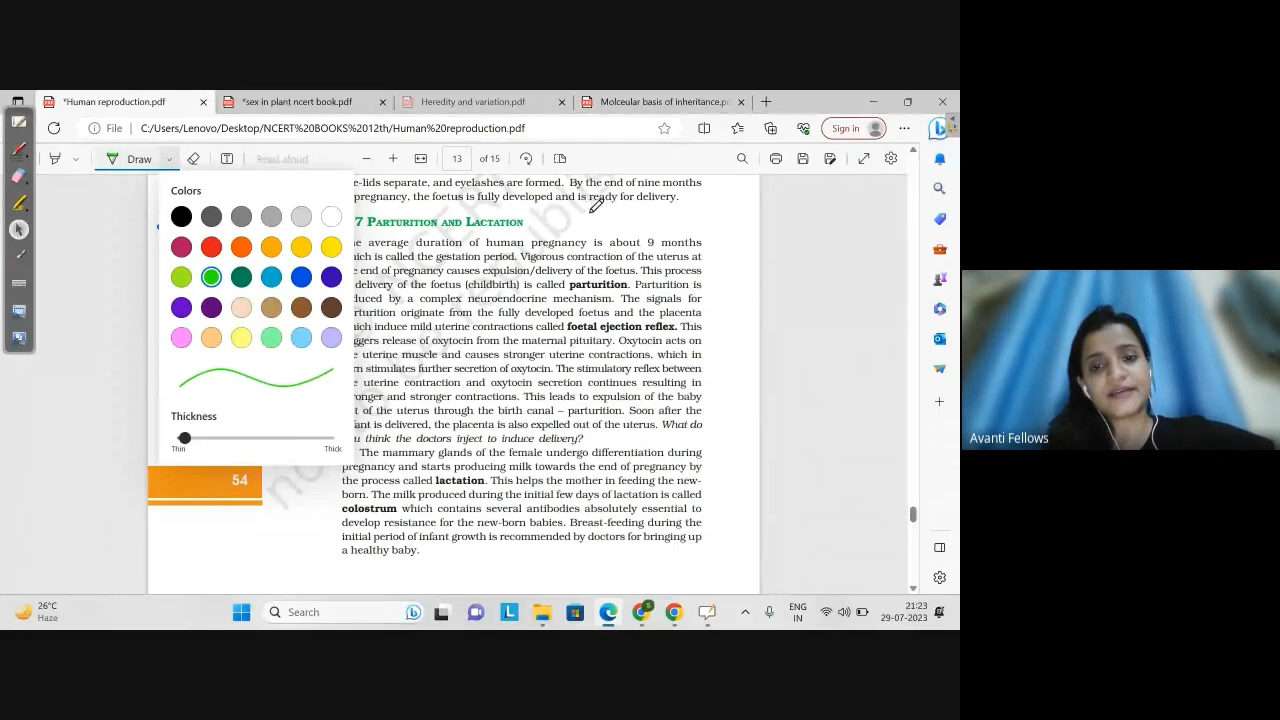 *Human reproduction.pdf
*sex in plant ncert book.pdf
Heredity and variation.pdf
Molceular basis of inheritance.pdf
File
C:/Users/Lenovo/Desktop/NCERT%20BOOKS%2012th/Human%20reproduction.pdf
Sign in
Draw
Read aloud
13 of 15
Colors
Thickness
Thin
Thick
-lids separate, and eyelashes are formed. By the end of nine months
pregnancy, the foetus is fully developed and is ready for delivery.
7 PARTURITION AND LACTATION
average duration of human pregnancy is about 9 months
which is called the gestation period. Vigorous contraction of the uterus at
end of pregnancy causes expulsion/delivery of the foetus. This process
delivery of the foetus (childbirth) is called parturition. Parturition is
duced by a complex neuroendocrine mechanism. The signals for
rturition originate from the fully developed foetus and the placenta
hich induce mild uterine contractions called foetal ejection reflex. This
ggers release of oxytocin from the maternal pituitary. Oxytocin acts on
e uterine muscle and causes stronger uterine contractions, which in
rn stimulates further secretion of oxytocin. The stimulatory reflex between
e uterine contraction and oxytocin secretion continues resulting in
ronger and stronger contractions. This leads to expulsion of the baby
t of the uterus through the birth canal – parturition. Soon after the
fant is delivered, the placenta is also expelled out of the uterus. What do
u think the doctors inject to induce delivery?
The mammary glands of the female undergo differentiation during
pregnancy and starts producing milk towards the end of pregnancy by
the process called lactation. This helps the mother in feeding the new-
born. The milk produced during the initial few days of lactation is called
colostrum which contains several antibodies absolutely essential to
develop resistance for the new-born babies. Breast-feeding during the
initial period of infant growth is recommended by doctors for bringing up
a healthy baby.
54
Avanti Fellows
26°C
Haze
Search
ENG
IN
21:23
29-07-2023